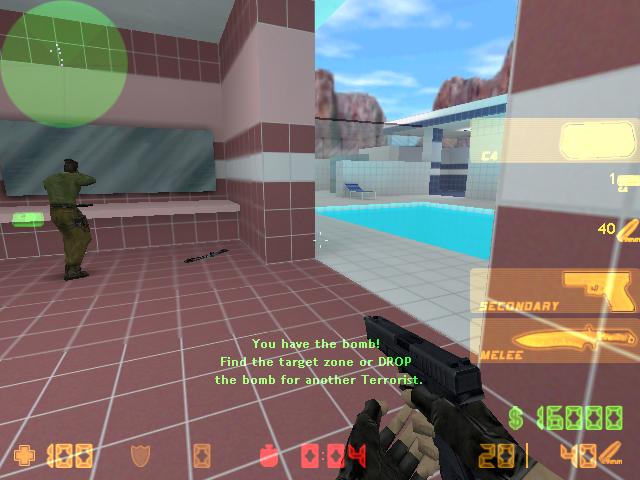 C4
1
40
SECONDARY
MELEE
You have the bomb!
Find the target zone or DROP
the bomb for another Terrorist.
$ 16000
100 0 0:04 20 | 40